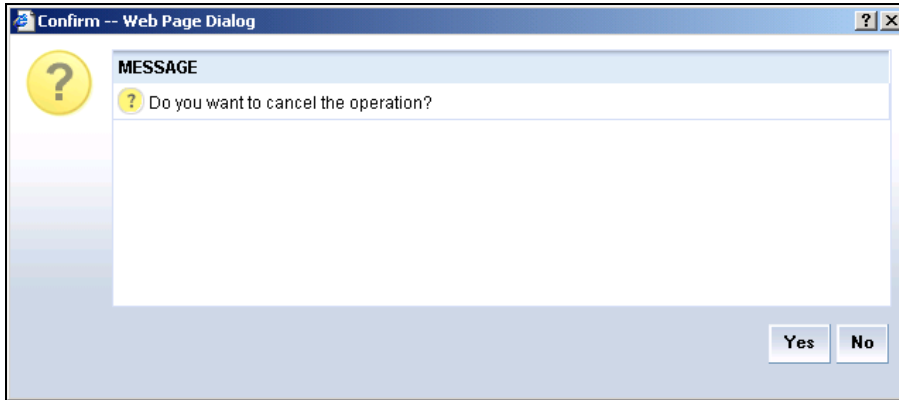 Confirm -- Web Page Dialog
MESSAGE
Do you want to cancel the operation?
Yes No